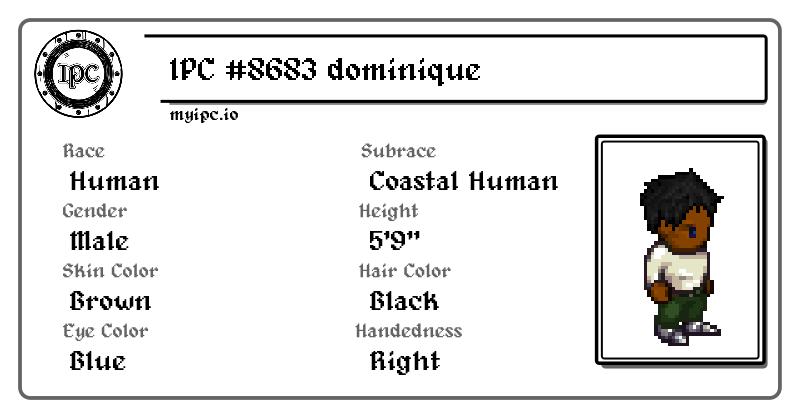 IPC
IPC #8683 dominique
myipc.io
Race
Human
Subrace
Coastal Human
Gender
Male
Height
5'9"
Skin Color
Brown
Hair Color
Black
Eye Color
Blue
Handedness
Right